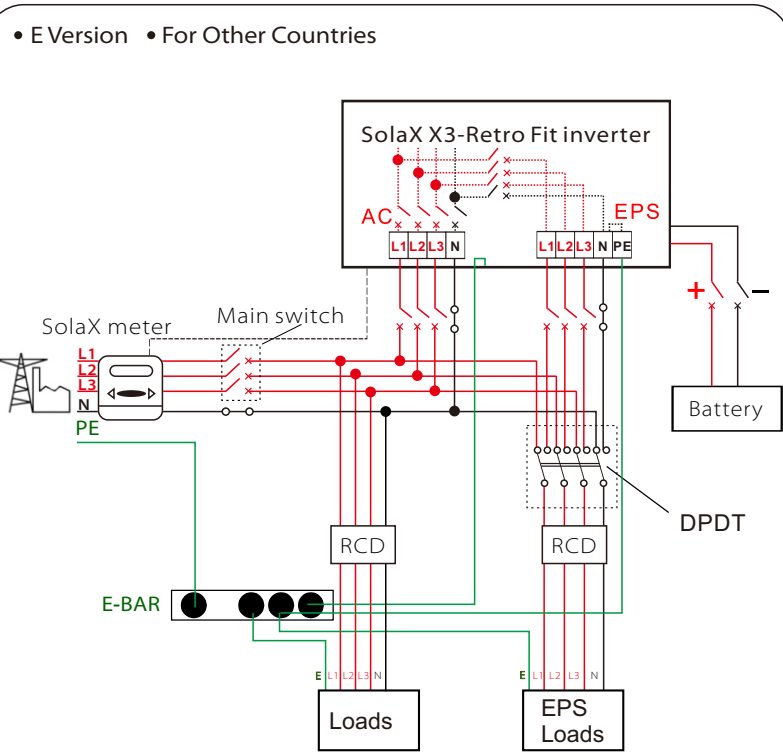 • E Version • For Other Countries
SolaX X3-Retro Fit inverter
AC
EPS
L1 L2 L3 N
L1 L2 L3 N PE
+ –
SolaX meter
Main switch
L1
L2
L3
N
PE
Battery
DPDT
RCD
RCD
E-BAR
E L1 L2 L3 N
E L1 L2 L3 N
Loads
EPS
Loads